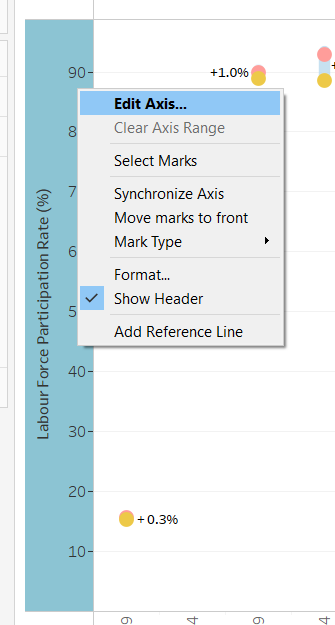 90
+1.0%
+
Edit Axis...
8
Clear Axis Range
Select Marks
7
Synchronize Axis
Move marks to front
6
Mark Type
Format...
5
Show Header
Add Reference Line
Labour Force Participation Rate (%)
40
30
20
+0.3%
10
9
4
9
4